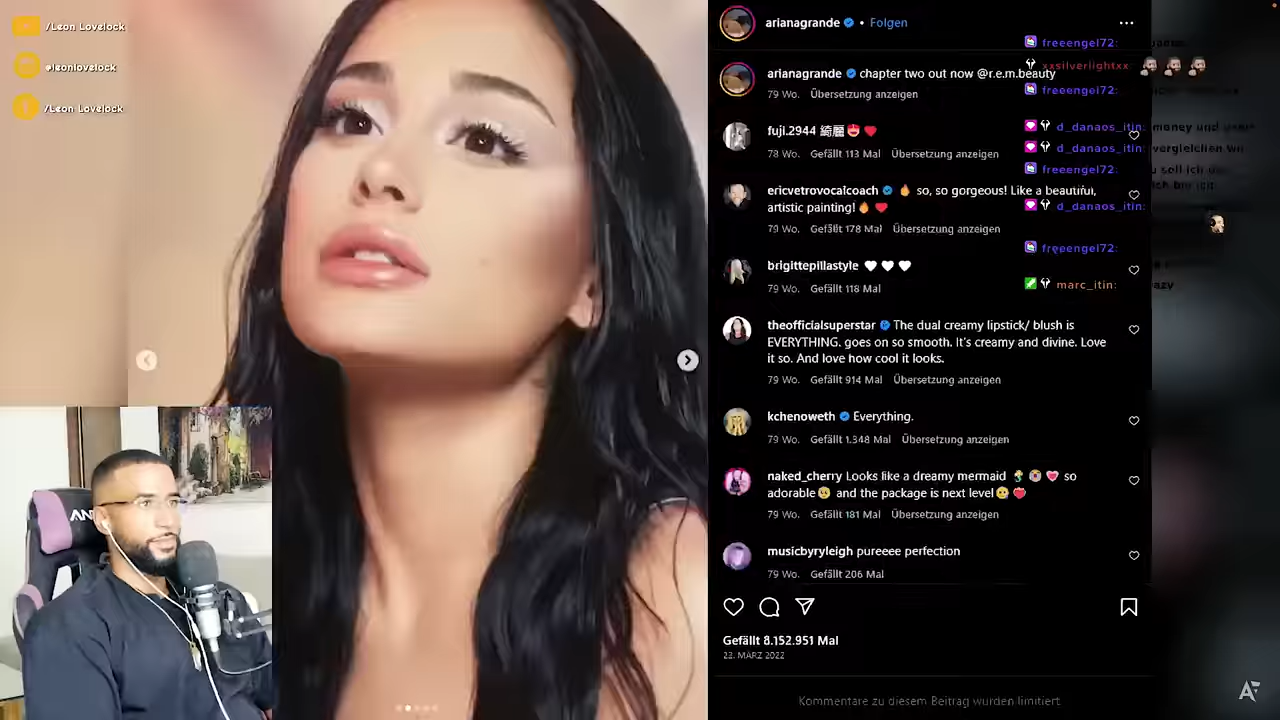 /Leon Lovelock
@leonlovelock
/Leon Lovelock
AN
arianagrande • Folgen
freeengel72:
xxsilverlightxx
arianagrande chapter two out now @r.e.m.beauty
freeengel72:
79 Wo. Übersetzung anzeigen
d_danaos_itin: money und
fuji.2944 綺麗😍❤️
d_danaos_itin: vergleichen
78 Wo. Gefällt 113 Mal Übersetzung anzeigen
freeengel72:
ericvetrovocalcoach 🔥 so, so gorgeous! Like a beautiful,
artistic painting!🔥❤️
d_danaos_itin:
79 Wo. Gefällt 178 Mal Übersetzung anzeigen
freeengel72:
brigittepillastyle 🤍🤍🤍
marc_itin:
79 Wo. Gefällt 118 Mal
theofficialsuperstar The dual creamy lipstick/ blush is
EVERYTHING. goes on so smooth. It's creamy and divine. Love
it so. And love how cool it looks.
79 Wo. Gefällt 914 Mal Übersetzung anzeigen
kchenoweth Everything.
79 Wo. Gefällt 1.348 Mal Übersetzung anzeigen
naked_cherry Looks like a dreamy mermaid so
adorable and the package is next level
79 Wo. Gefällt 181 Mal Übersetzung anzeigen
musicbyryleigh pureeee perfection
79 Wo. Gefällt 206 Mal
Gefällt 8.152.951 Mal
22. MÄRZ 2022
Kommentare zu diesem Beitrag wurden limitiert